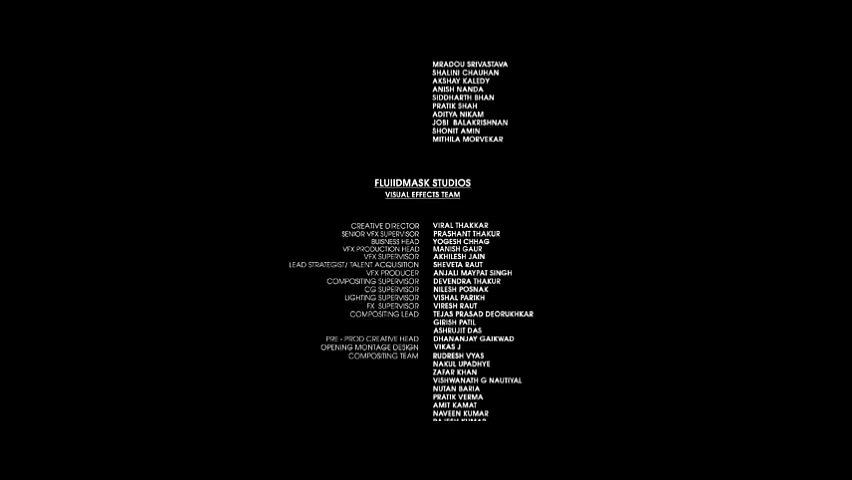 MRADOU SRIVASTAVA
SHALINI CHAUHAN
AKSHAY KALEDY
ANISH NANDA
SIDDHARTH BHAN
PRATIK SHAH
ADITYA NIKAM
JOBI BALAKRISHNAN
SHONIT AMIN
MITHILA MORVEKAR
FLUIIDMASK STUDIOS
VISUAL EFFECTS TEAM
CREATIVE DIRECTOR VIRAL THAKKAR
SENIOR VFX SUPERVISOR PRASHANT THAKUR
BUISNESS HEAD YOGESH CHHAG
VFX PRODUCTION HEAD MANISH GAUR
VFX SUPERVISOR AKHILESH JAIN
LEAD STRATEGIST/ TALENT ACQUSITION SHEVETA RAUT
VFX PRODUCER ANJALI MAYPAT SINGH
COMPOSITING SUPERVISOR DEVENDRA THAKUR
CG SUPERVISOR NILESH POSNAK
LIGHTING SUPERVISOR VISHAL PARIKH
FX SUPERVISOR VIRESH RAUT
COMPOSITING LEAD TEJAS PRASAD DEORUKHKAR
GIRISH PATIL
ASHRUJIT DAS
PRE - PROD CREATIVE HEAD DHANANJAY GAIKWAD
OPENING MONTAGE DESIGN VIKAS J
COMPOSITING TEAM RUDRESH VYAS
NAKUL UPADHYE
ZAFAR KHAN
VISHWANATH G NAUTIYAL
NUTAN BARIA
PRATIK VERMA
AMIT KAMAT
NAVEEN KUMAR